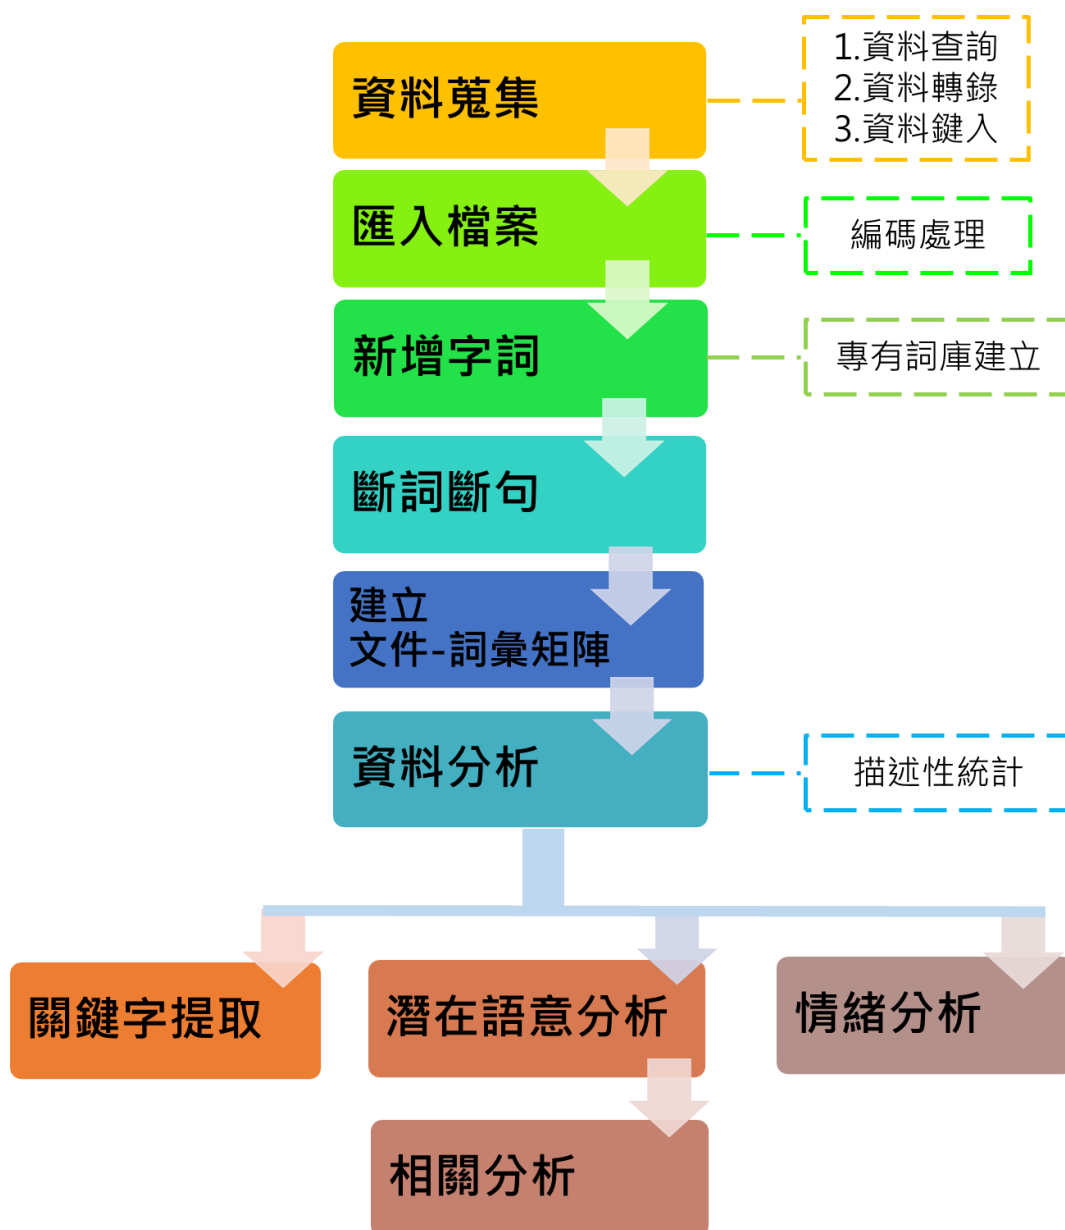 資料蒐集
1.資料查詢
2.資料轉錄
3.資料鍵入
匯入檔案
編碼處理
新增字詞
專有詞庫建立
斷詞斷句
建立
文件-詞彙矩陣
資料分析
描述性統計
關鍵字提取
潛在語意分析
情緒分析
相關分析